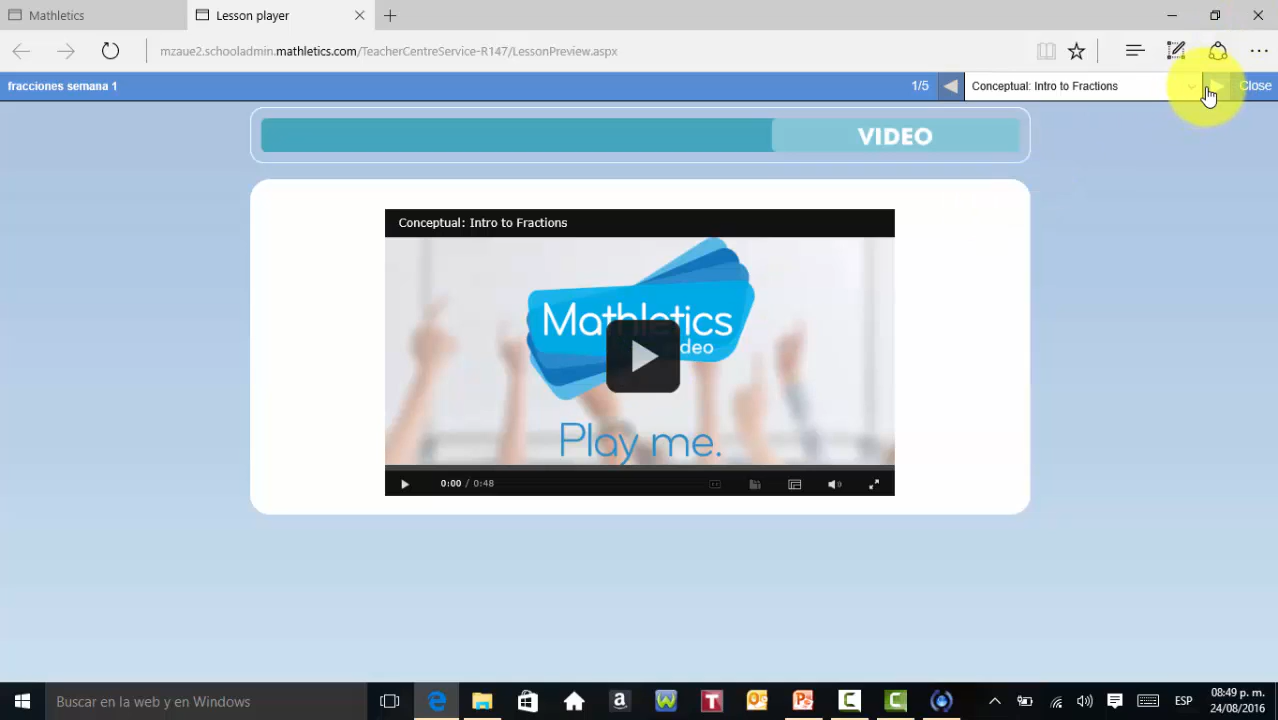 Mathletics
Lesson player
mzaue2.schooladmin.mathletics.com/TeacherCentreService-R147/LessonPreview.aspx
fracciones semana 1
1/5
Conceptual: Intro to Fractions
Close
VIDEO
Conceptual: Intro to Fractions
Mathletics
Play me.
0:00 / 0:48
Buscar en la web y en Windows
ESP
08:49 p. m.
24/08/2016